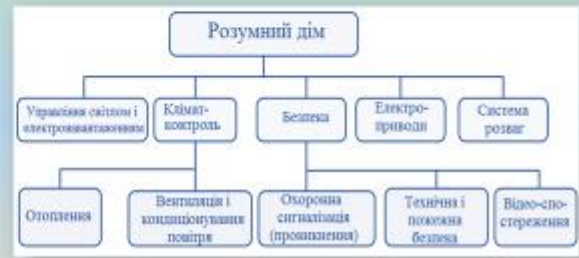 Розумний дім
Управління світлом і
електронавантаженням
Клімат-
контроль
Безпека
Електро-
приводи
Система
розваг
Отоплення
Вентиляція і
кондиціонування
повітря
Охоронна
сигналізація
(проникнення)
Технічна і
пожежна
безпека
Відео-спо-
стереження